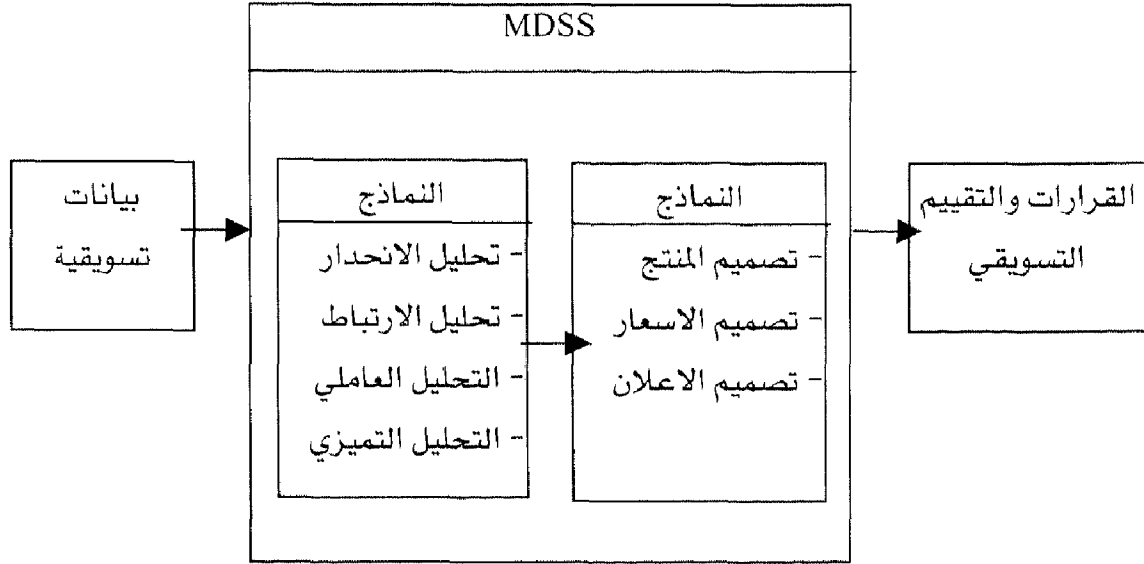 MDSS
بيانات
تسويقية
النماذج
- تحليل الانحدار
- تحليل الارتباط
- التحليل العاملي
- التحليل التميزي
النماذج
- تصميم المنتج
- تصميم الاسعار
- تصميم الاعلان
القرارات والتقييم
التسويقي